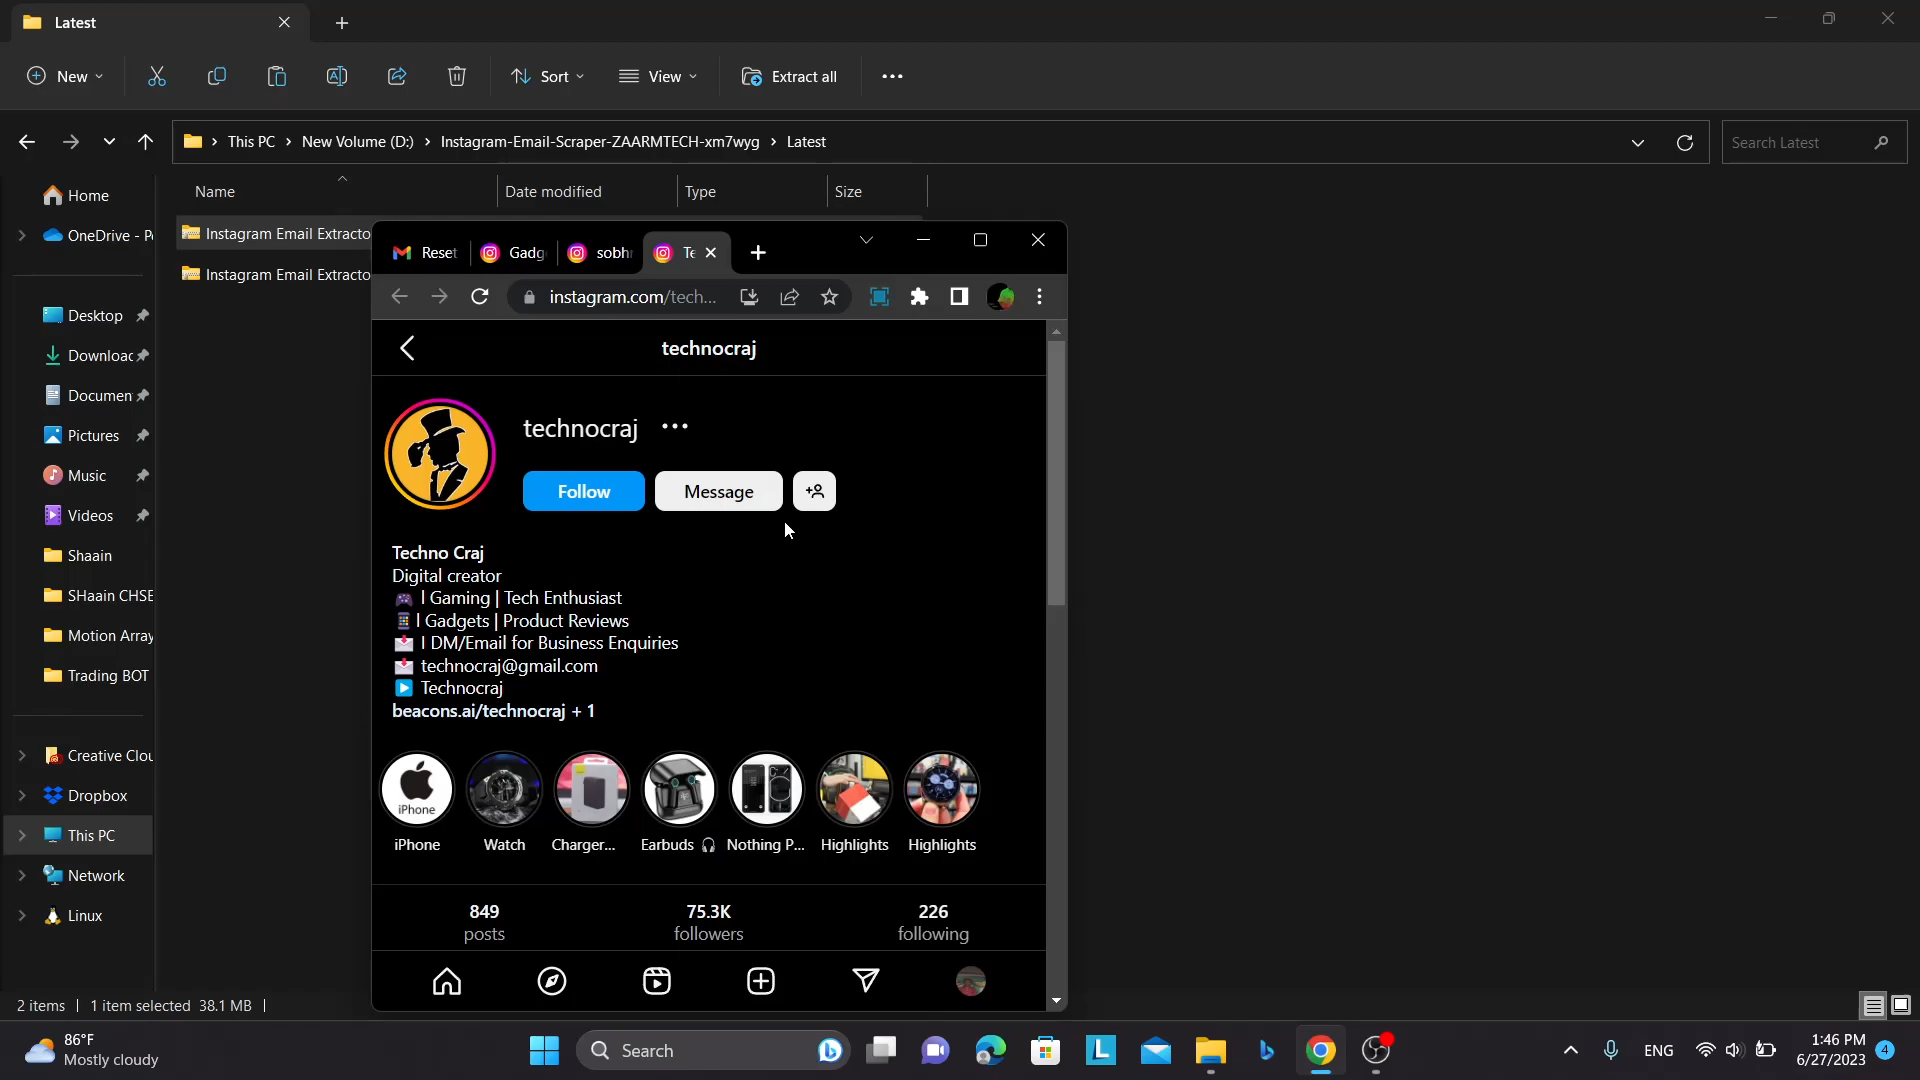 Latest
New
Sort
View
Extract all
This PC
New Volume (D:)
Instagram-Email-Scraper-ZAARMTECH-xm7wyg
Latest
Search Latest
Name
Date modified
Type
Size
Instagram Email Extracto
Instagram Email Extracto
Home
OneDrive - P
Desktop
Downloac
Documen
Pictures
Music
Videos
Shaain
SHaain CHSE
Motion Array
Trading BOT
Creative Clou
Dropbox
This PC
Network
Linux
Reset
Gadg
sobhr
Te
instagram.com/tech...
technocraj
technocraj
Follow
Message
Techno Craj
Digital creator
I Gaming | Tech Enthusiast
I Gadgets | Product Reviews
I DM/Email for Business Enquiries
technocraj@gmail.com
Technocraj
beacons.ai/technocraj + 1
iPhone
iPhone
Watch
Charger...
Earbuds
Nothing P...
Highlights
Highlights
849
posts
75.3K
followers
226
following
2 items
1 item selected 38.1 MB
86°F
Mostly cloudy
Search
L
ENG
1:46 PM
6/27/2023
4